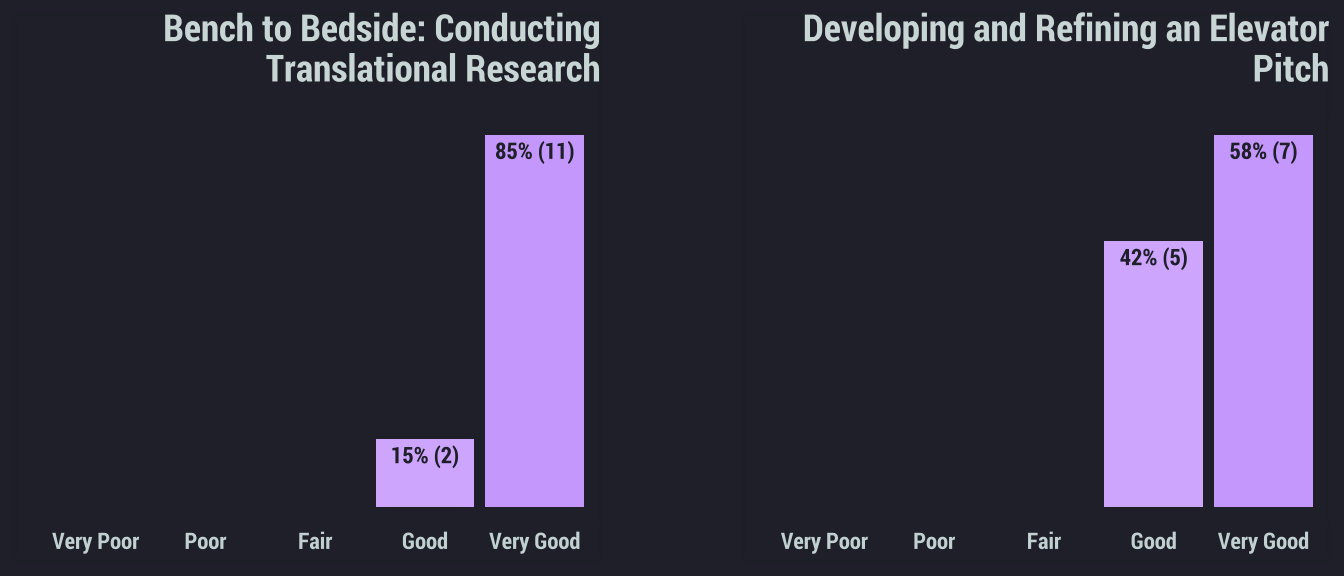 Bench to Bedside: Conducting
Translational Research
85% (11)
15% (2)
Very Poor Poor Fair Good Very Good
Developing and Refining an Elevator
Pitch
58% (7)
42% (5)
Very Poor Poor Fair Good Very Good